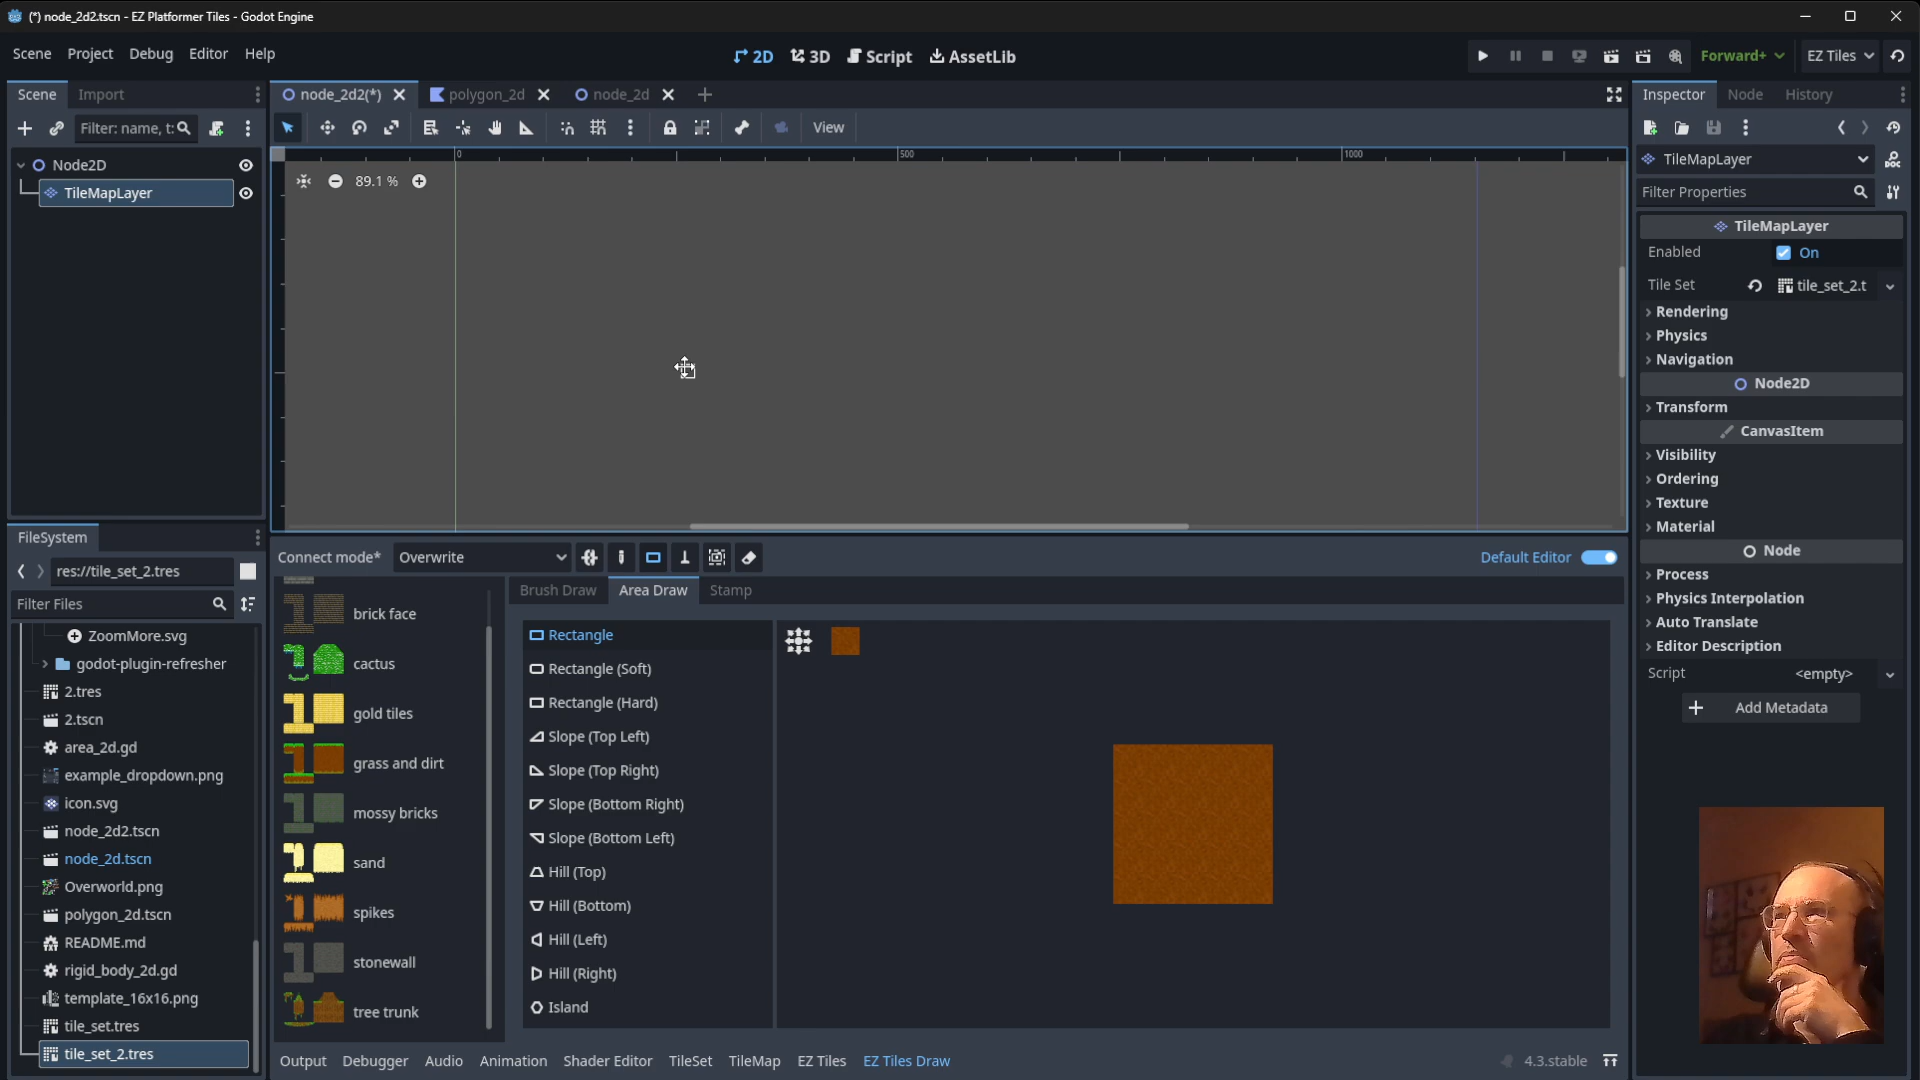 (*) node_2d2.tscn - EZ Platformer Tiles - Godot Engine
Scene Project Debug Editor Help
2D 3D Script AssetLib
Forward+ EZ Tiles
Scene Import
Filter: name, t:
Node2D
TileMapLayer
node_2d2(*) polygon_2d node_2d
View
0 500 1000
89.1 %
Inspector Node History
TileMapLayer
Filter Properties
TileMapLayer
Enabled On
Tile Set tile_set_2.t
Rendering
Physics
Navigation
Node2D
Transform
CanvasItem
Visibility
Ordering
Texture
Material
Node
Process
Physics Interpolation
Auto Translate
Editor Description
Script <empty>
Add Metadata
FileSystem
res://tile_set_2.tres
Filter Files
ZoomMore.svg
godot-plugin-refresher
2.tres
2.tscn
area_2d.gd
example_dropdown.png
icon.svg
node_2d2.tscn
node_2d.tscn
Overworld.png
polygon_2d.tscn
README.md
rigid_body_2d.gd
template_16x16.png
tile_set.tres
tile_set_2.tres
Connect mode* Overwrite
Default Editor
brick face
cactus
gold tiles
grass and dirt
mossy bricks
sand
spikes
stonewall
tree trunk
Brush Draw Area Draw Stamp
Rectangle
Rectangle (Soft)
Rectangle (Hard)
Slope (Top Left)
Slope (Top Right)
Slope (Bottom Right)
Slope (Bottom Left)
Hill (Top)
Hill (Bottom)
Hill (Left)
Hill (Right)
Island
Output Debugger Audio Animation Shader Editor TileSet TileMap EZ Tiles EZ Tiles Draw
4.3.stable